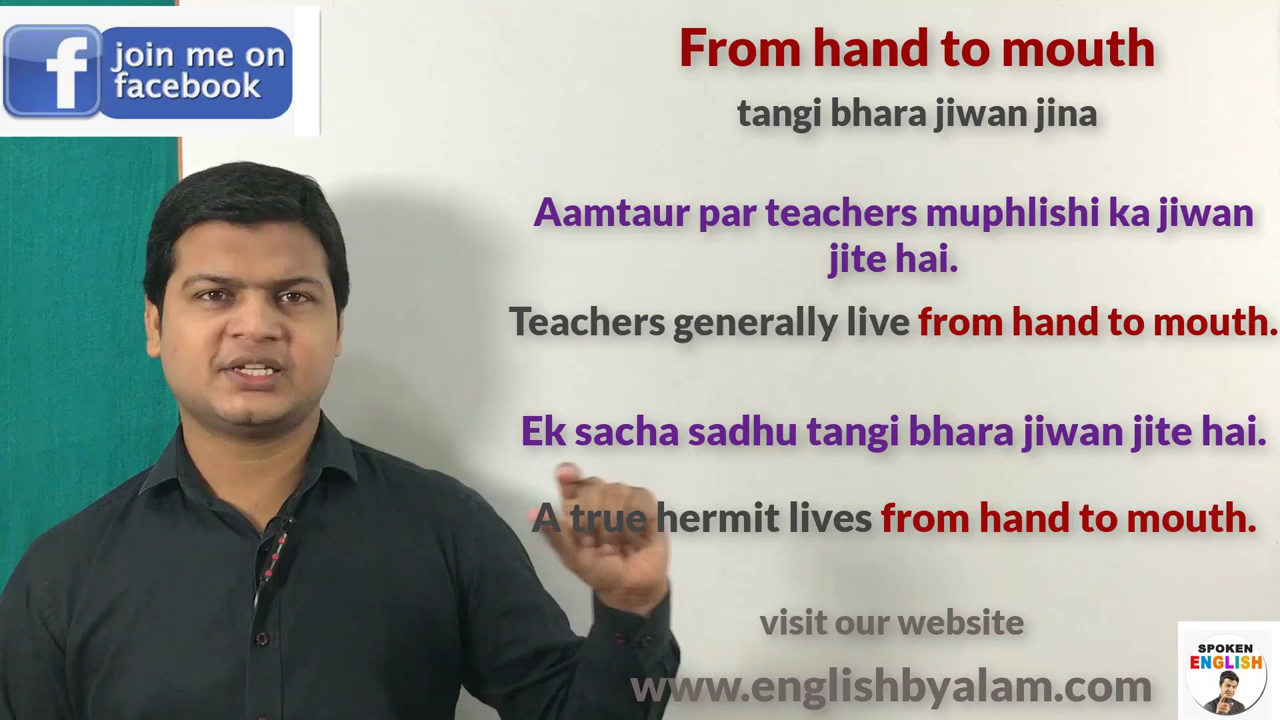 join me on
facebook
From hand to mouth
tangi bhara jiwan jina
Aamtaur par teachers muphlishi ka jiwan
jite hai.
Teachers generally live from hand to mouth.
Ek sacha sadhu tangi bhara jiwan jite hai.
A true hermit lives from hand to mouth.
visit our website
www.englishbyalam.com
SPOKEN
ENGLISH